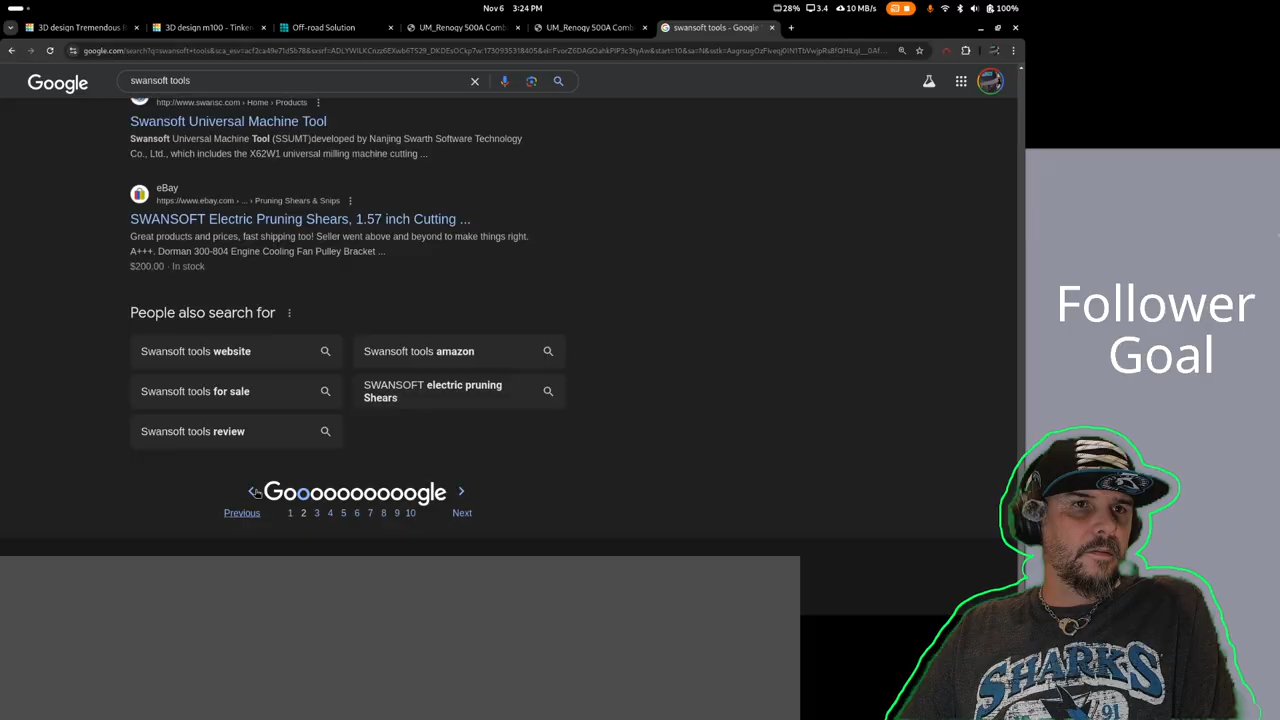 Nov 6 3:24 PM
28% 3.4 10 MB/s 100%
3D design Tremendous B
3D design m100 - Tinker
Off-road Solution
UM_Renogy 500A Comb
UM_Renogy 500A Comb
swansoft tools - Google
Google
swansoft tools
http://www.swansc.com › Home › Products
Swansoft Universal Machine Tool
Swansoft Universal Machine Tool (SSUMT)developed by Nanjing Swarth Software Technology
Co., Ltd., which includes the X62W1 universal milling machine cutting ...
eBay
https://www.ebay.com › ... › Pruning Shears & Snips
SWANSOFT Electric Pruning Shears, 1.57 inch Cutting ...
Great products and prices, fast shipping too! Seller went above and beyond to make things right.
A+++. Dorman 300-804 Engine Cooling Fan Pulley Bracket ...
$200.00 · In stock
People also search for
Swansoft tools website
Swansoft tools amazon
Swansoft tools for sale
SWANSOFT electric pruning
Shears
Swansoft tools review
Goooooooooogle
Previous 1 2 3 4 5 6 7 8 9 10 Next
Follower
Goal
SHARKS
91